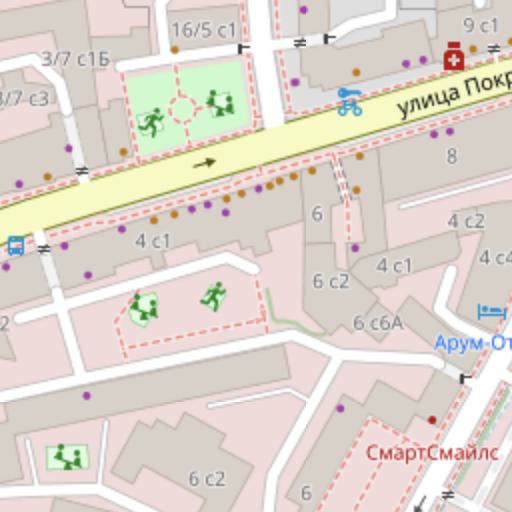 16/5 с1
9 с1
3/7 с1Б
3/7 с3
улица Покр
8
6
4 с1
4 с2
4 с1
4 с4
6 с2
2
6 с6А
Арум-От
СмартСмайлс
6 с2
6